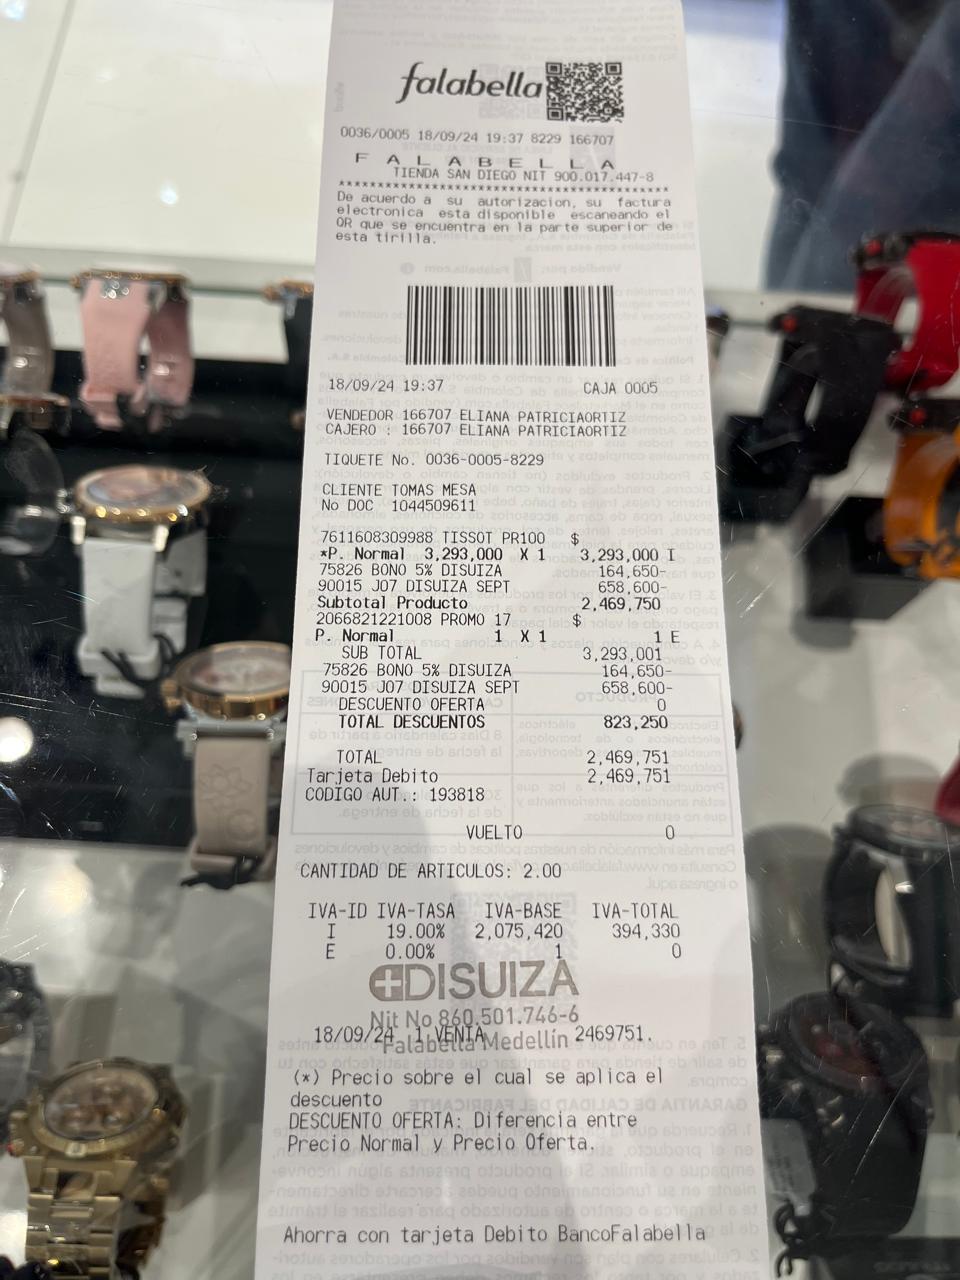 falabella
0036/0005 18/09/24 19:37 8229 166707
F A L A B E L L A
TIENDA SAN DIEGO NIT 900.017.447-8
****************************************
De acuerdo a su autorizacion, su factura
electronica esta disponible escaneando el
QR que se encuentra en la parte superior de
esta tirilla.
18/09/24 19:37 CAJA 0005
VENDEDOR 166707 ELIANA PATRICIAORTIZ
CAJERO : 166707 ELIANA PATRICIAORTIZ
TIQUETE No. 0036-0005-8229
CLIENTE TOMAS MESA
No DOC 1044509611
7611608309988 TISSOT PR100 $
*P. Normal 3,293,000 X 1 3,293,000 I
75826 BONO 5% DISUIZA 164,650-
90015 J07 DISUIZA SEPT 658,600-
Subtotal Producto 2,469,750
2066821221008 PROMO 17 $
P. Normal 1 X 1 1 E
SUB TOTAL 3,293,001
75826 BONO 5% DISUIZA 164,650-
90015 J07 DISUIZA SEPT 658,600-
DESCUENTO OFERTA 0
TOTAL DESCUENTOS 823,250
TOTAL 2,469,751
Tarjeta Debito 2,469,751
CODIGO AUT.: 193818
VUELTO 0
CANTIDAD DE ARTICULOS: 2.00
IVA-ID IVA-TASA IVA-BASE IVA-TOTAL
I 19.00% 2,075,420 394,330
E 0.00% 1 0
DISUIZA
Nit No 860.501.746-6
18/09/24 1 VENTA 2469751.
Falabella Medellín
(*) Precio sobre el cual se aplica el
descuento
DESCUENTO OFERTA: Diferencia entre
Precio Normal y Precio Oferta.
Ahorra con tarjeta Debito BancoFalabella